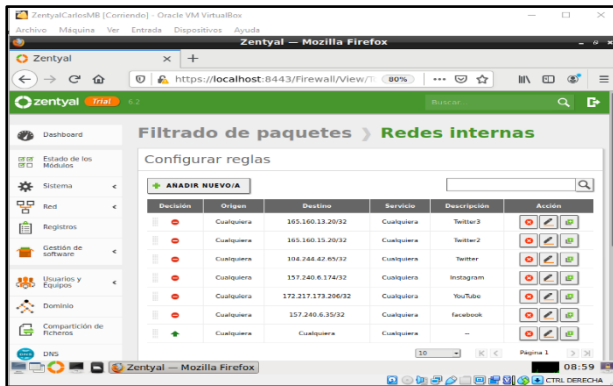 ZentyalCarlosMB [Corriendo] - Oracle VM VirtualBox
Archivo Máquina Ver Entrada Dispositivos Ayuda
Zentyal — Mozilla Firefox
Zentyal × +
https://localhost:8443/Firewall/View/T 80%
zentyal Trial 6.2 Buscar...
Dashboard
Estado de los Módulos
Sistema
Red
Registros
Gestión de software
Usuarios y Equipos
Dominio
Compartición de Ficheros
DNS
Filtrado de paquetes ❯ Redes internas
Configurar reglas
+ AÑADIR NUEVO/A
Decisión Origen Destino Servicio Descripción Acción
Cualquiera 165.160.13.20/32 Cualquiera Twitter3
Cualquiera 165.160.15.20/32 Cualquiera Twitter2
Cualquiera 104.244.42.65/32 Cualquiera Twitter
Cualquiera 157.240.6.174/32 Cualquiera Instagram
Cualquiera 172.217.173.206/32 Cualquiera YouTube
Cualquiera 157.240.6.35/32 Cualquiera facebook
Cualquiera Cualquiera Cualquiera --
10 Página 1
Zentyal — Mozilla Firefox 08:59
CTRL DERECHA